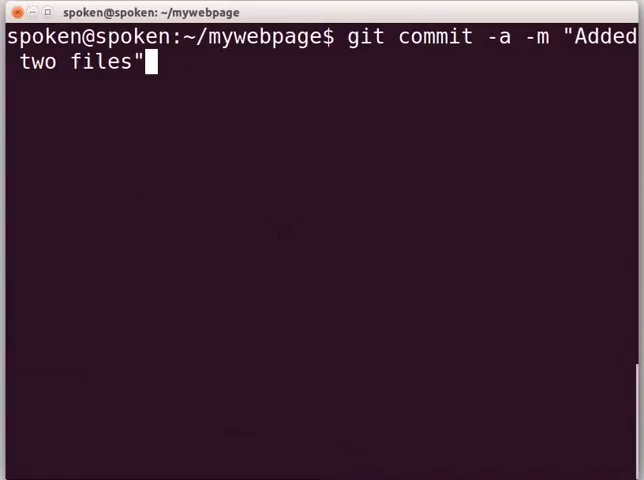 spoken@spoken: ~/mywebpage
spoken@spoken:~/mywebpage$ git commit -a -m "Added
two files"